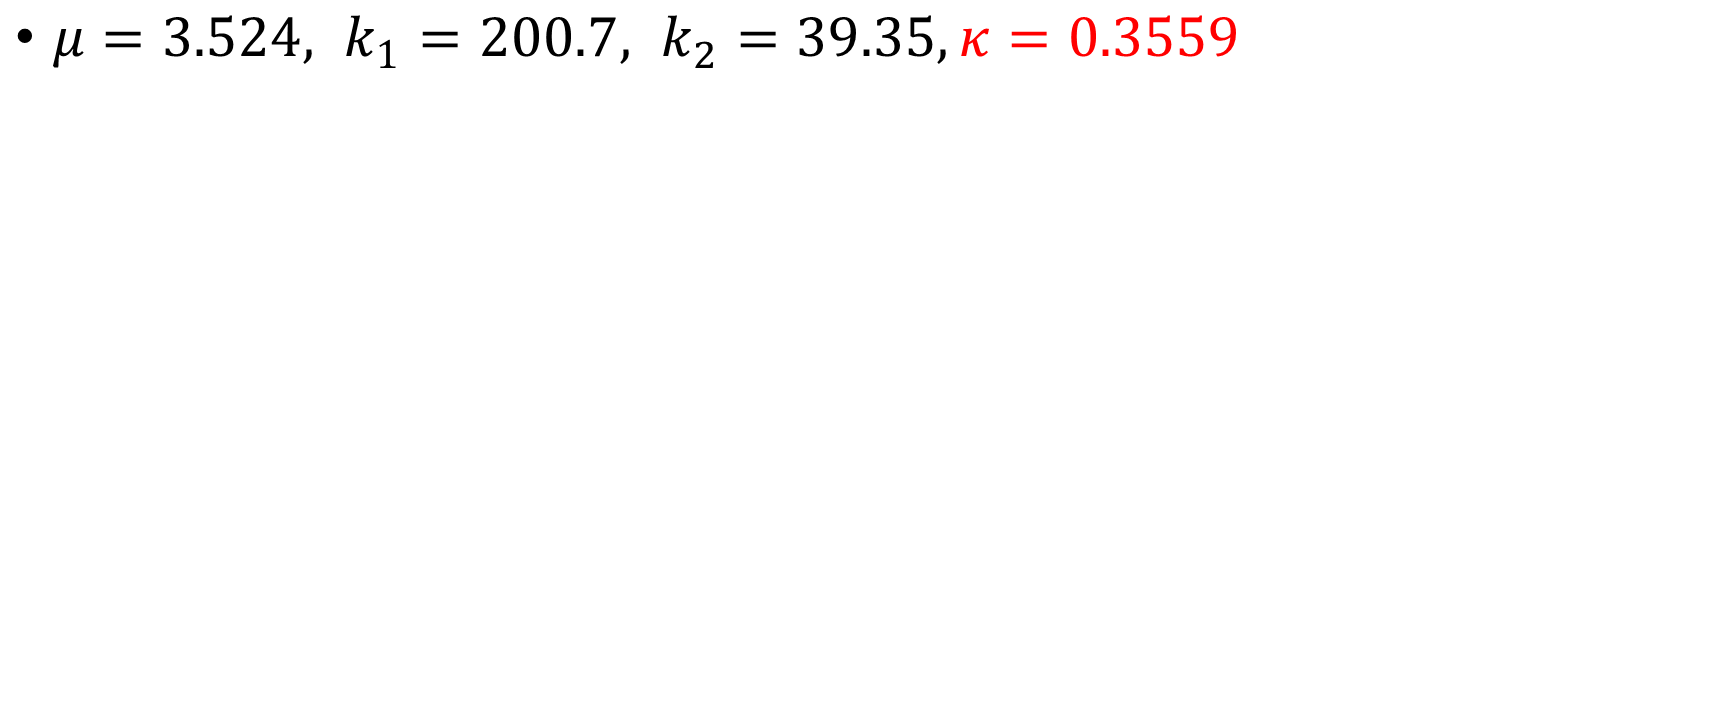 • μ = 3.524, k₁ = 200.7, k₂ = 39.35, κ = 0.3559